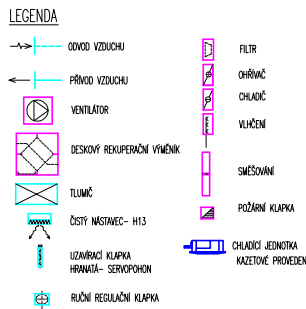 LEGENDA
ODVOD VZDUCHU
PŘÍVOD VZDUCHU
VENTILÁTOR
DESKOVÝ REKUPERAČNÍ VÝMĚNÍK
TLUMIČ
ČISTÝ NÁSTAVEC- H13
UZAVÍRACÍ KLAPKA
HRANATÁ- SERVOPOHON
RUČNÍ REGULAČNÍ KLAPKA
FILTR
OHŘÍVAČ
CHLADIČ
VLHČENÍ
SMĚŠOVÁNÍ
POŽÁRNÍ KLAPKA
CHLADÍCÍ JEDNOTKA
KAZETOVÉ PROVEDEN